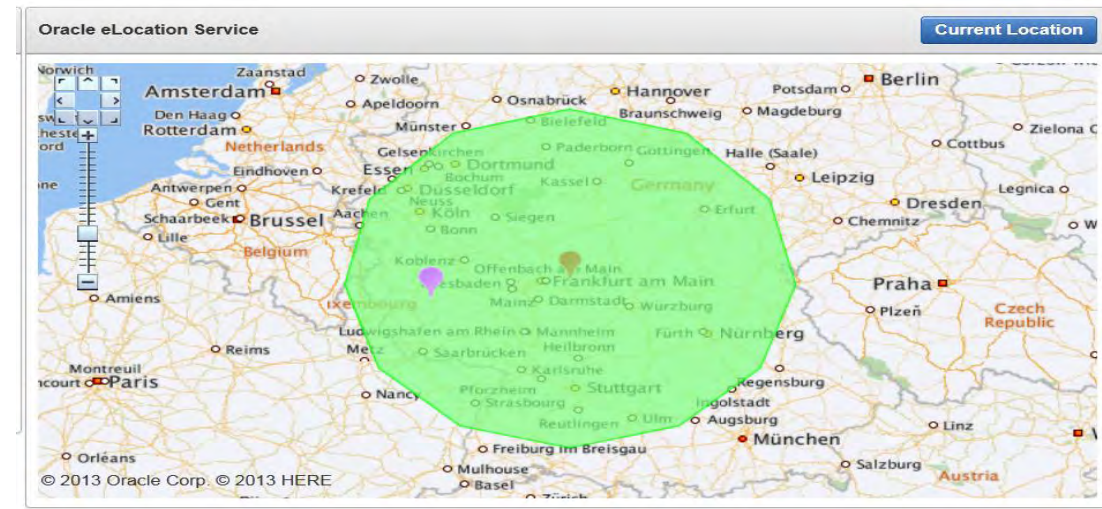 Oracle eLocation Service
Current Location
Norwich
Zaanstad
Zwolle
Hannover
Potsdam
Berlin
Amsterdam
Apeldoorn
Osnabrück
Braunschweig
Magdeburg
Den Haag
Rotterdam
Münster
Bielefeld
Zielona
Netherlands
Gelsenkirchen
Paderborn
Göttingen
Halle (Saale)
Cottbus
Eindhoven
Essen
Dortmund
Bochum
Kassel
Germany
Leipzig
Antwerpen
Krefeld
Düsseldorf
Legnica
Gent
Neuss
Dresden
Schaarbeek
Brussel
Aachen
Köln
Siegen
Erfurt
Chemnitz
Lille
Bonn
Belgium
Koblenz
Offenbach am Main
Wiesbaden
Frankfurt am Main
Praha
Amiens
Luxembourg
Mainz
Darmstadt
Würzburg
Plzeň
Czech
Republic
Ludwigshafen am Rhein
Mannheim
Fürth
Nürnberg
Reims
Metz
Saarbrücken
Heilbronn
Karlsruhe
Montreuil
Paris
Nancy
Pforzheim
Stuttgart
Regensburg
Strasbourg
Ingolstadt
Reutlingen
Ulm
Augsburg
Linz
München
Freiburg im Breisgau
Orléans
Mulhouse
Salzburg
Austria
Basel
Zürich
© 2013 Oracle Corp. © 2013 HERE